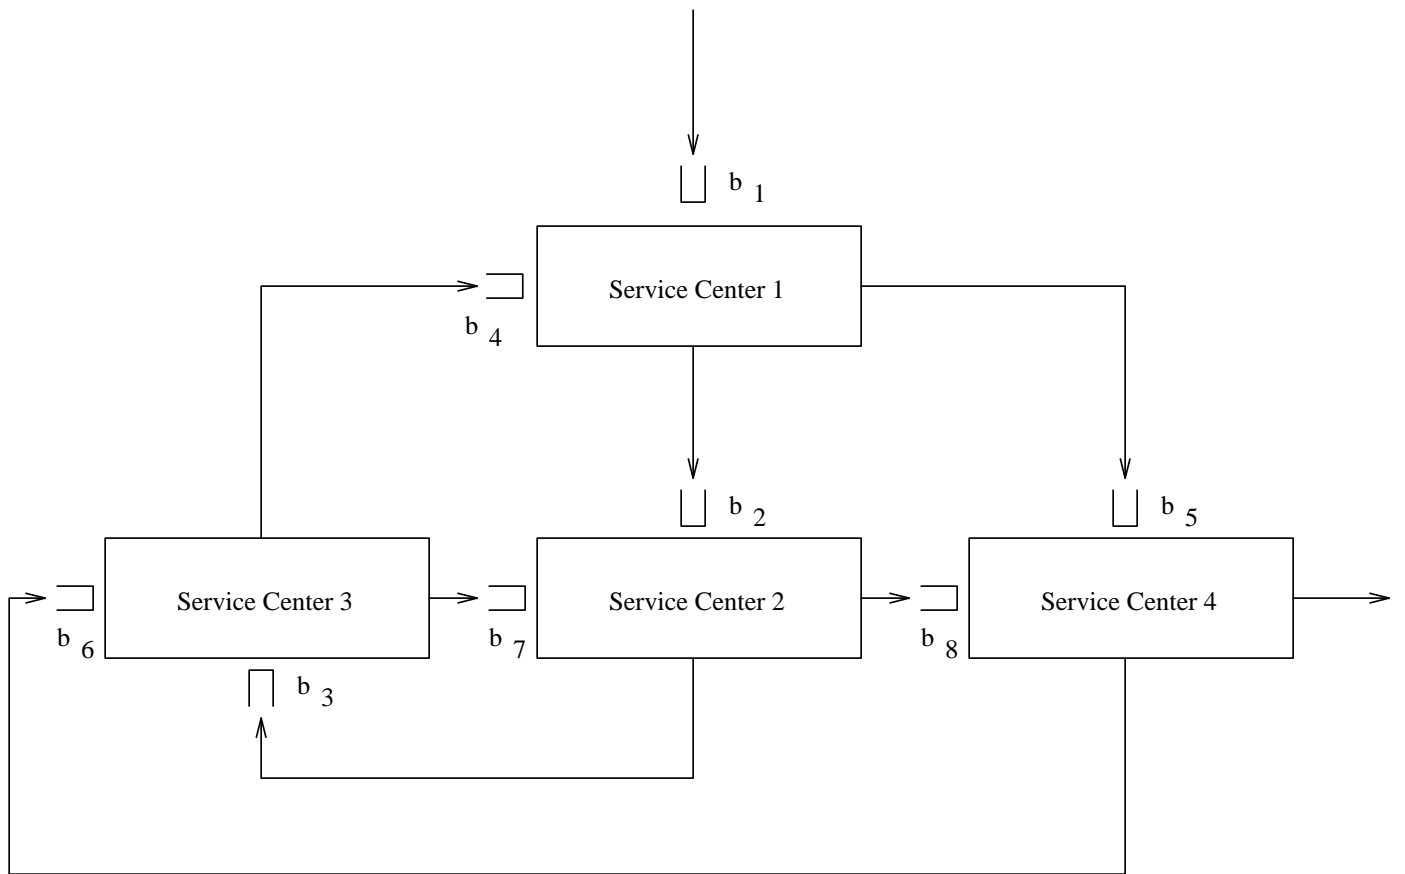 b 1
Service Center 1
b 4
b 2
b 5
Service Center 3
Service Center 2
Service Center 4
b 6
b 7
b 8
b 3